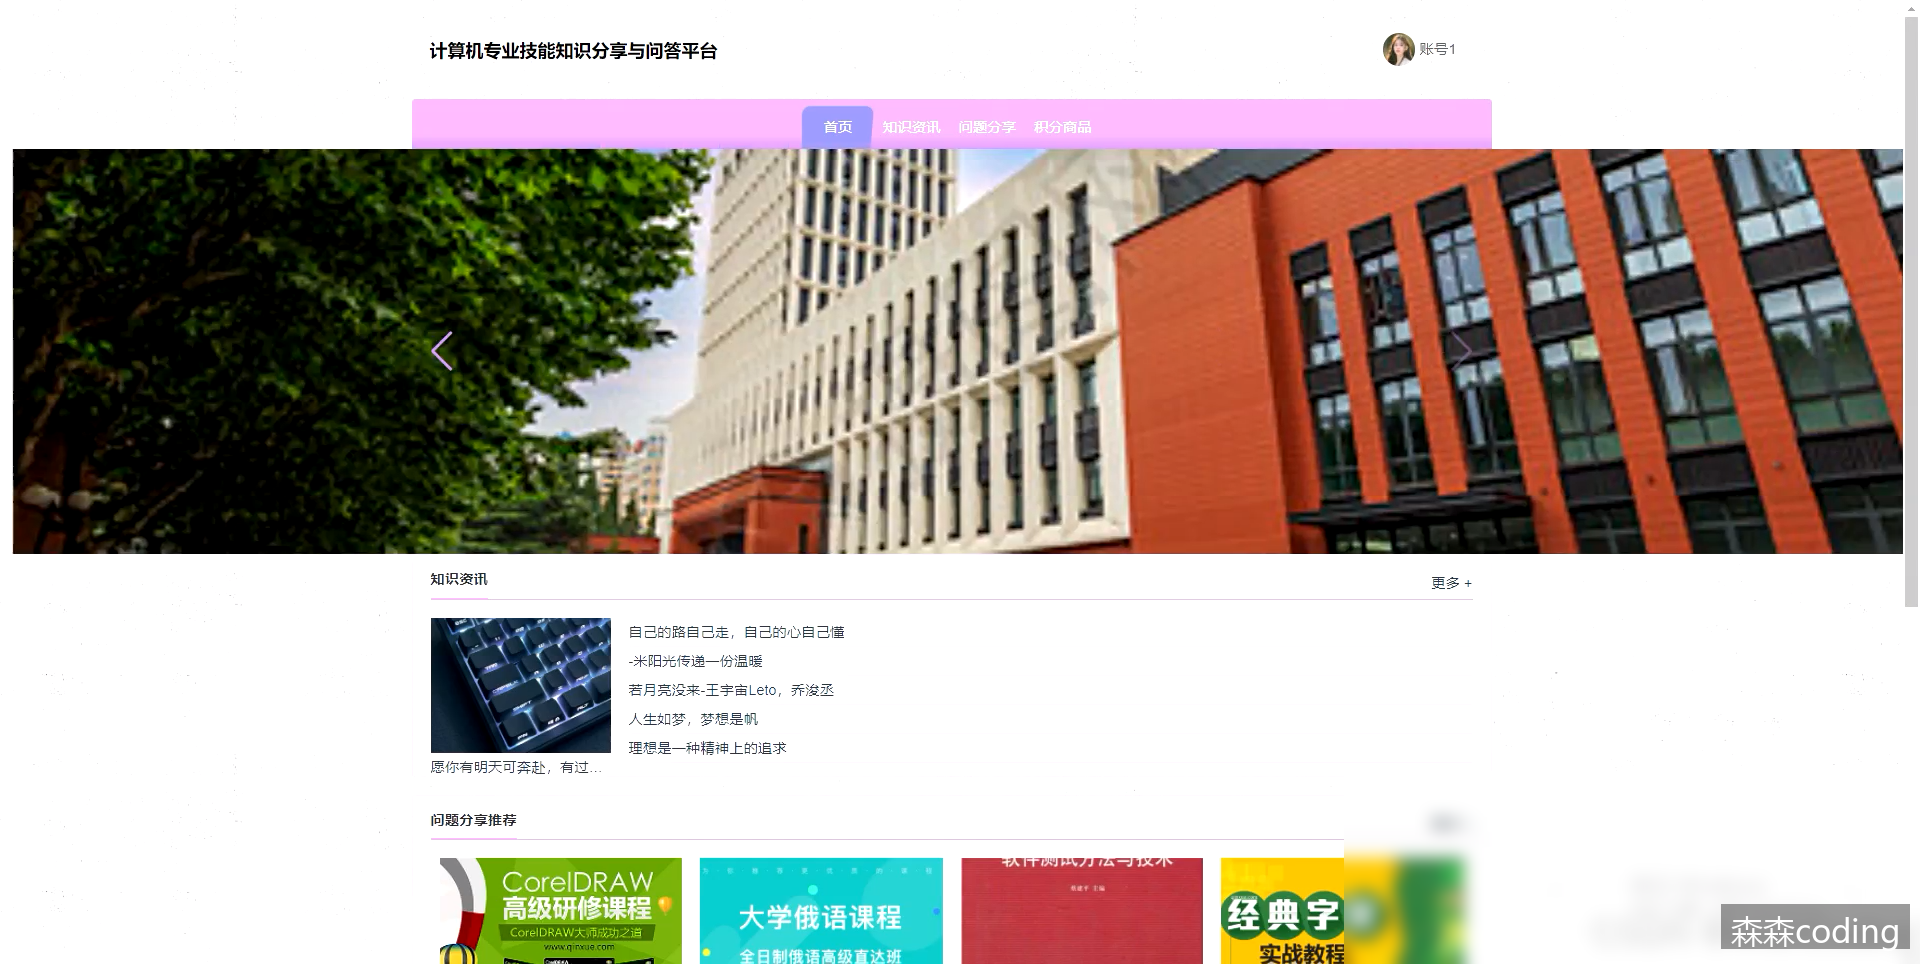 计算机专业技能知识分享与问答平台
账号1
首页 知识资讯 问题分享 积分商品
知识资讯
更多 +
自己的路自己走，自己的心自己懂
-米阳光传递一份温暖
若月亮没来-王宇宙Leto，乔浚丞
人生如梦，梦想是帆
理想是一种精神上的追求
愿你有明天可奔赴，有过...
问题分享推荐
CorelDRAW
高级研修课程
CorelDRAW大师成功之道
www.qinxue.com
大学俄语课程
全日制俄语高级直达班
软件测试方法与技术
经典字
实战教程
森森coding